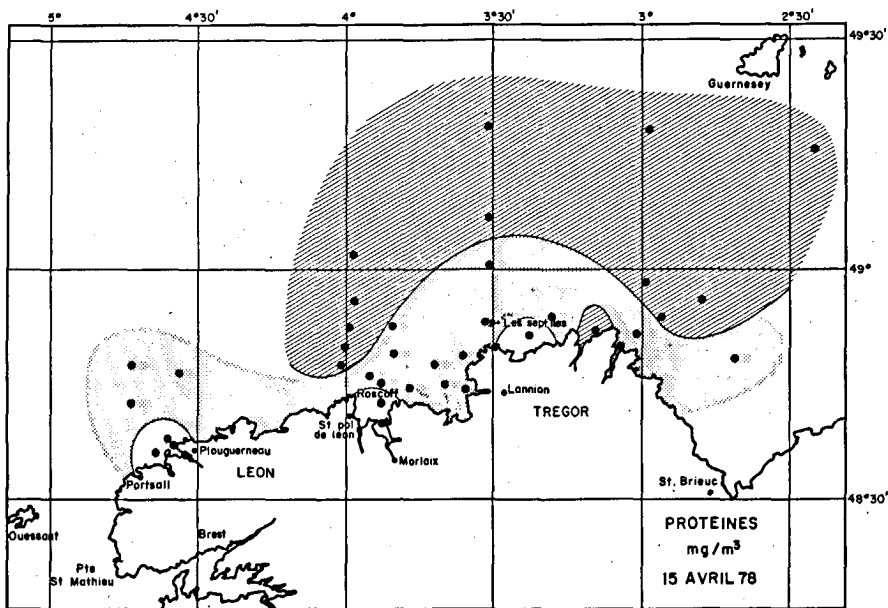 5° 4°30' 4° 3°30' 3° 2°30'
49°30'
Guernesey
49°
Les sept iles
Roscoff
Lannion
St pol
de léon
TREGOR
Plouguerneau
LEON
Morlaix
Portsall
St. Brieuc
48°30'
Ouessant
Brest
PROTEINES
mg/m³
Pte
St Mathieu
15 AVRIL 78